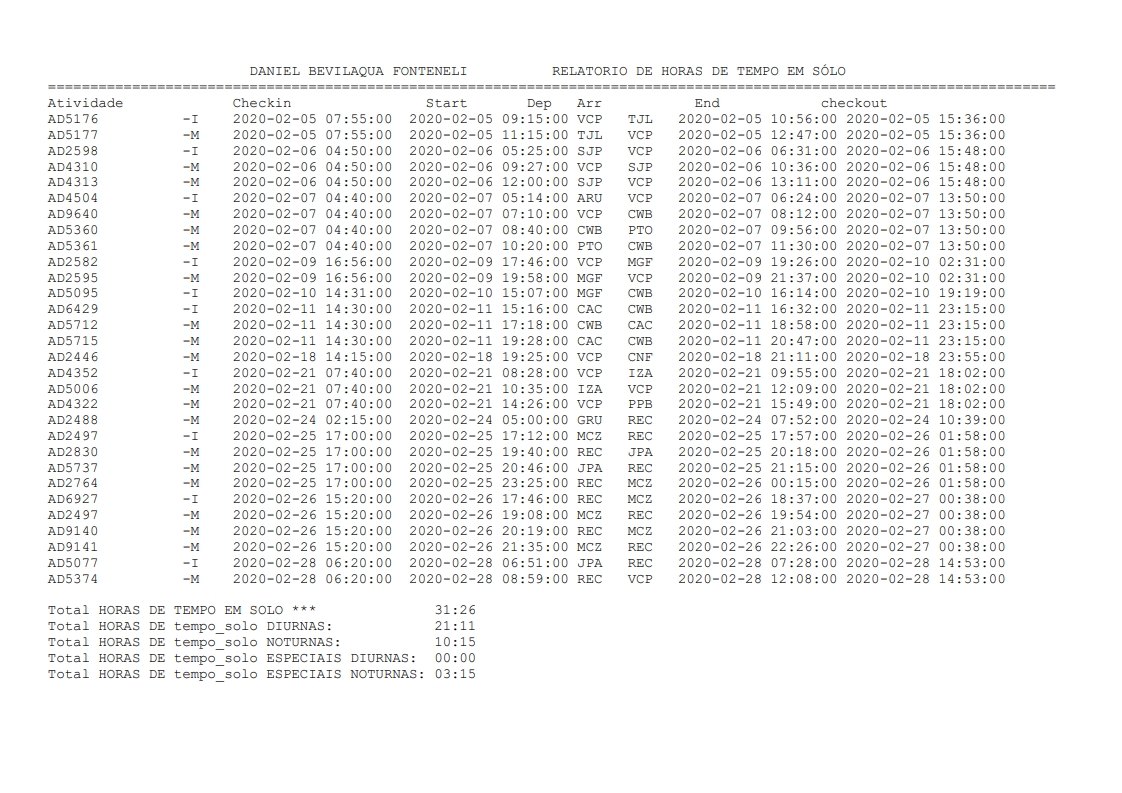 DANIEL BEVILAQUA FONTENELI          RELATORIO DE HORAS DE TEMPO EM SÓLO
========================================================================================================================
Atividade             Checkin                Start       Dep   Arr           End            checkout
AD5176          -I    2020-02-05 07:55:00  2020-02-05 09:15:00 VCP   TJL   2020-02-05 10:56:00 2020-02-05 15:36:00
AD5177          -M    2020-02-05 07:55:00  2020-02-05 11:15:00 TJL   VCP   2020-02-05 12:47:00 2020-02-05 15:36:00
AD2598          -I    2020-02-06 04:50:00  2020-02-06 05:25:00 SJP   VCP   2020-02-06 06:31:00 2020-02-06 15:48:00
AD4310          -M    2020-02-06 04:50:00  2020-02-06 09:27:00 VCP   SJP   2020-02-06 10:36:00 2020-02-06 15:48:00
AD4313          -M    2020-02-06 04:50:00  2020-02-06 12:00:00 SJP   VCP   2020-02-06 13:11:00 2020-02-06 15:48:00
AD4504          -I    2020-02-07 04:40:00  2020-02-07 05:14:00 ARU   VCP   2020-02-07 06:24:00 2020-02-07 13:50:00
AD9640          -M    2020-02-07 04:40:00  2020-02-07 07:10:00 VCP   CWB   2020-02-07 08:12:00 2020-02-07 13:50:00
AD5360          -M    2020-02-07 04:40:00  2020-02-07 08:40:00 CWB   PTO   2020-02-07 09:56:00 2020-02-07 13:50:00
AD5361          -M    2020-02-07 04:40:00  2020-02-07 10:20:00 PTO   CWB   2020-02-07 11:30:00 2020-02-07 13:50:00
AD2582          -I    2020-02-09 16:56:00  2020-02-09 17:46:00 VCP   MGF   2020-02-09 19:26:00 2020-02-10 02:31:00
AD2595          -M    2020-02-09 16:56:00  2020-02-09 19:58:00 MGF   VCP   2020-02-09 21:37:00 2020-02-10 02:31:00
AD5095          -I    2020-02-10 14:31:00  2020-02-10 15:07:00 MGF   CWB   2020-02-10 16:14:00 2020-02-10 19:19:00
AD6429          -I    2020-02-11 14:30:00  2020-02-11 15:16:00 CAC   CWB   2020-02-11 16:32:00 2020-02-11 23:15:00
AD5712          -M    2020-02-11 14:30:00  2020-02-11 17:18:00 CWB   CAC   2020-02-11 18:58:00 2020-02-11 23:15:00
AD5715          -M    2020-02-11 14:30:00  2020-02-11 19:28:00 CAC   CWB   2020-02-11 20:47:00 2020-02-11 23:15:00
AD2446          -M    2020-02-18 14:15:00  2020-02-18 19:25:00 VCP   CNF   2020-02-18 21:11:00 2020-02-18 23:55:00
AD4352          -I    2020-02-21 07:40:00  2020-02-21 08:28:00 VCP   IZA   2020-02-21 09:55:00 2020-02-21 18:02:00
AD5006          -M    2020-02-21 07:40:00  2020-02-21 10:35:00 IZA   VCP   2020-02-21 12:09:00 2020-02-21 18:02:00
AD4322          -M    2020-02-21 07:40:00  2020-02-21 14:26:00 VCP   PPB   2020-02-21 15:49:00 2020-02-21 18:02:00
AD2488          -M    2020-02-24 02:15:00  2020-02-24 05:00:00 GRU   REC   2020-02-24 07:52:00 2020-02-24 10:39:00
AD2497          -I    2020-02-25 17:00:00  2020-02-25 17:12:00 MCZ   REC   2020-02-25 17:57:00 2020-02-26 01:58:00
AD2830          -M    2020-02-25 17:00:00  2020-02-25 19:40:00 REC   JPA   2020-02-25 20:18:00 2020-02-26 01:58:00
AD5737          -M    2020-02-25 17:00:00  2020-02-25 20:46:00 JPA   REC   2020-02-25 21:15:00 2020-02-26 01:58:00
AD2764          -M    2020-02-25 17:00:00  2020-02-25 23:25:00 REC   MCZ   2020-02-26 00:15:00 2020-02-26 01:58:00
AD6927          -I    2020-02-26 15:20:00  2020-02-26 17:46:00 REC   MCZ   2020-02-26 18:37:00 2020-02-27 00:38:00
AD2497          -M    2020-02-26 15:20:00  2020-02-26 19:08:00 MCZ   REC   2020-02-26 19:54:00 2020-02-27 00:38:00
AD9140          -M    2020-02-26 15:20:00  2020-02-26 20:19:00 REC   MCZ   2020-02-26 21:03:00 2020-02-27 00:38:00
AD9141          -M    2020-02-26 15:20:00  2020-02-26 21:35:00 MCZ   REC   2020-02-26 22:26:00 2020-02-27 00:38:00
AD5077          -I    2020-02-28 06:20:00  2020-02-28 06:51:00 JPA   REC   2020-02-28 07:28:00 2020-02-28 14:53:00
AD5374          -M    2020-02-28 06:20:00  2020-02-28 08:59:00 REC   VCP   2020-02-28 12:08:00 2020-02-28 14:53:00
Total HORAS DE TEMPO EM SOLO ***              31:26
Total HORAS DE tempo_solo DIURNAS:            21:11
Total HORAS DE tempo_solo NOTURNAS:           10:15
Total HORAS DE tempo_solo ESPECIAIS DIURNAS:  00:00
Total HORAS DE tempo_solo ESPECIAIS NOTURNAS: 03:15